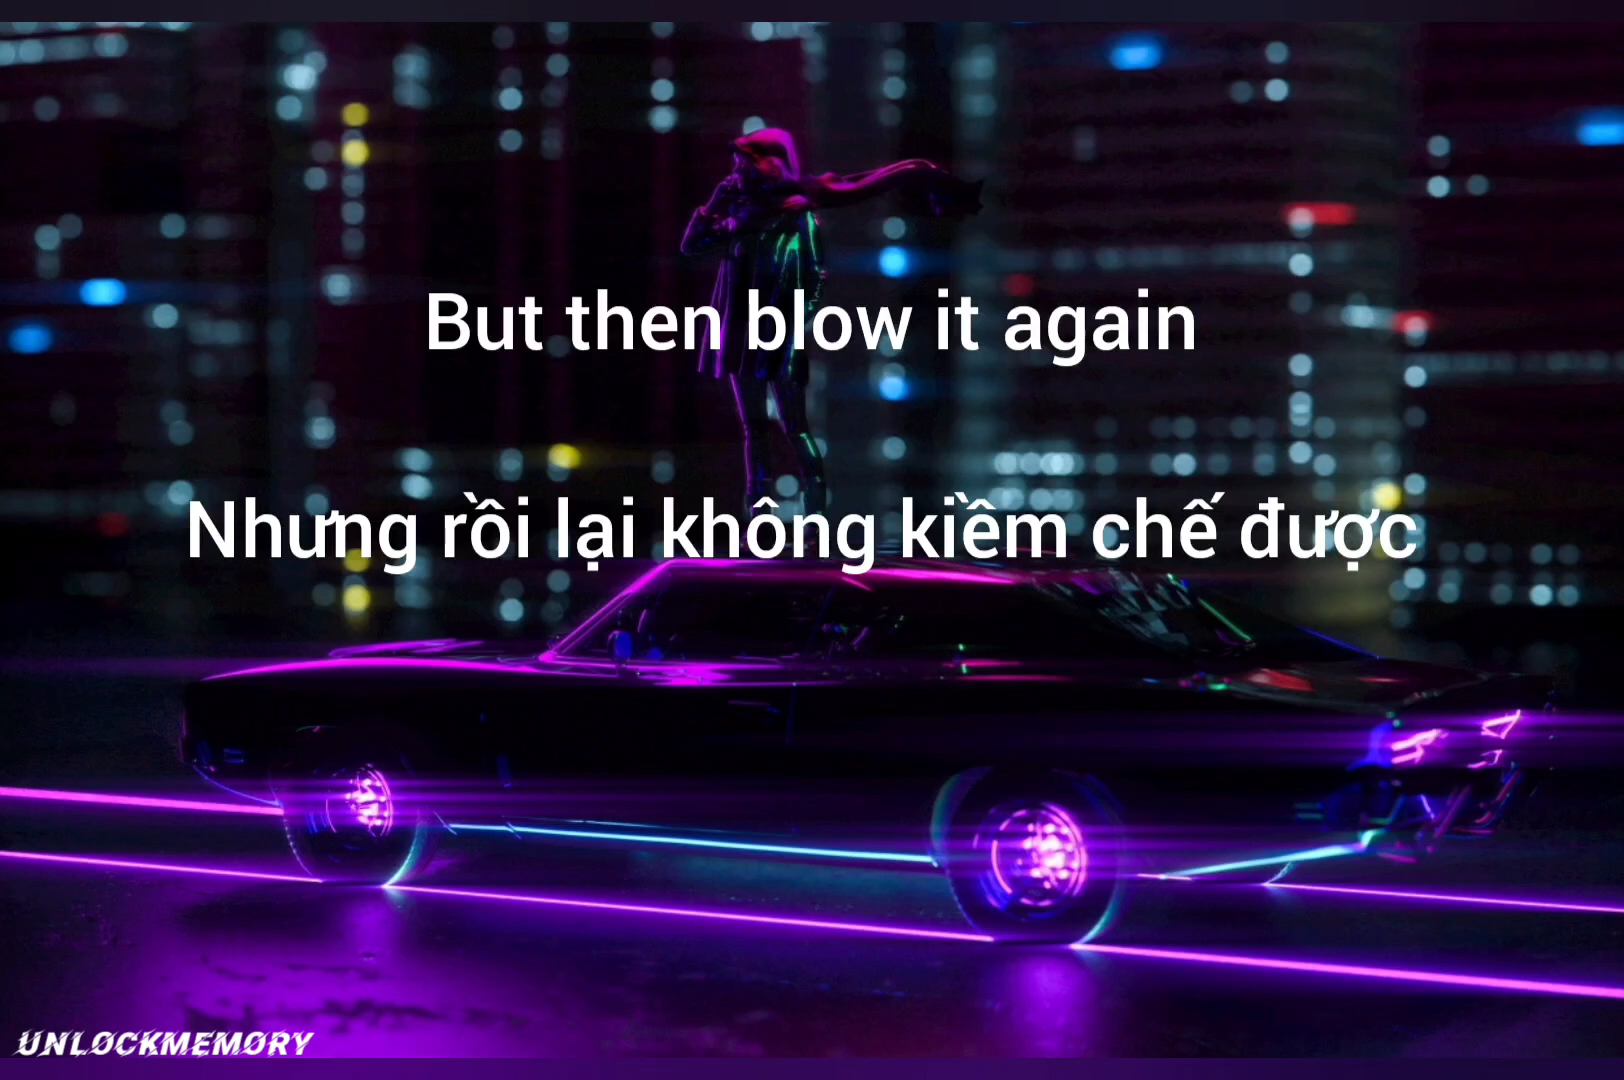 But then blow it again
Nhưng rồi lại không kiềm chế được
UNLOCKMEMORY